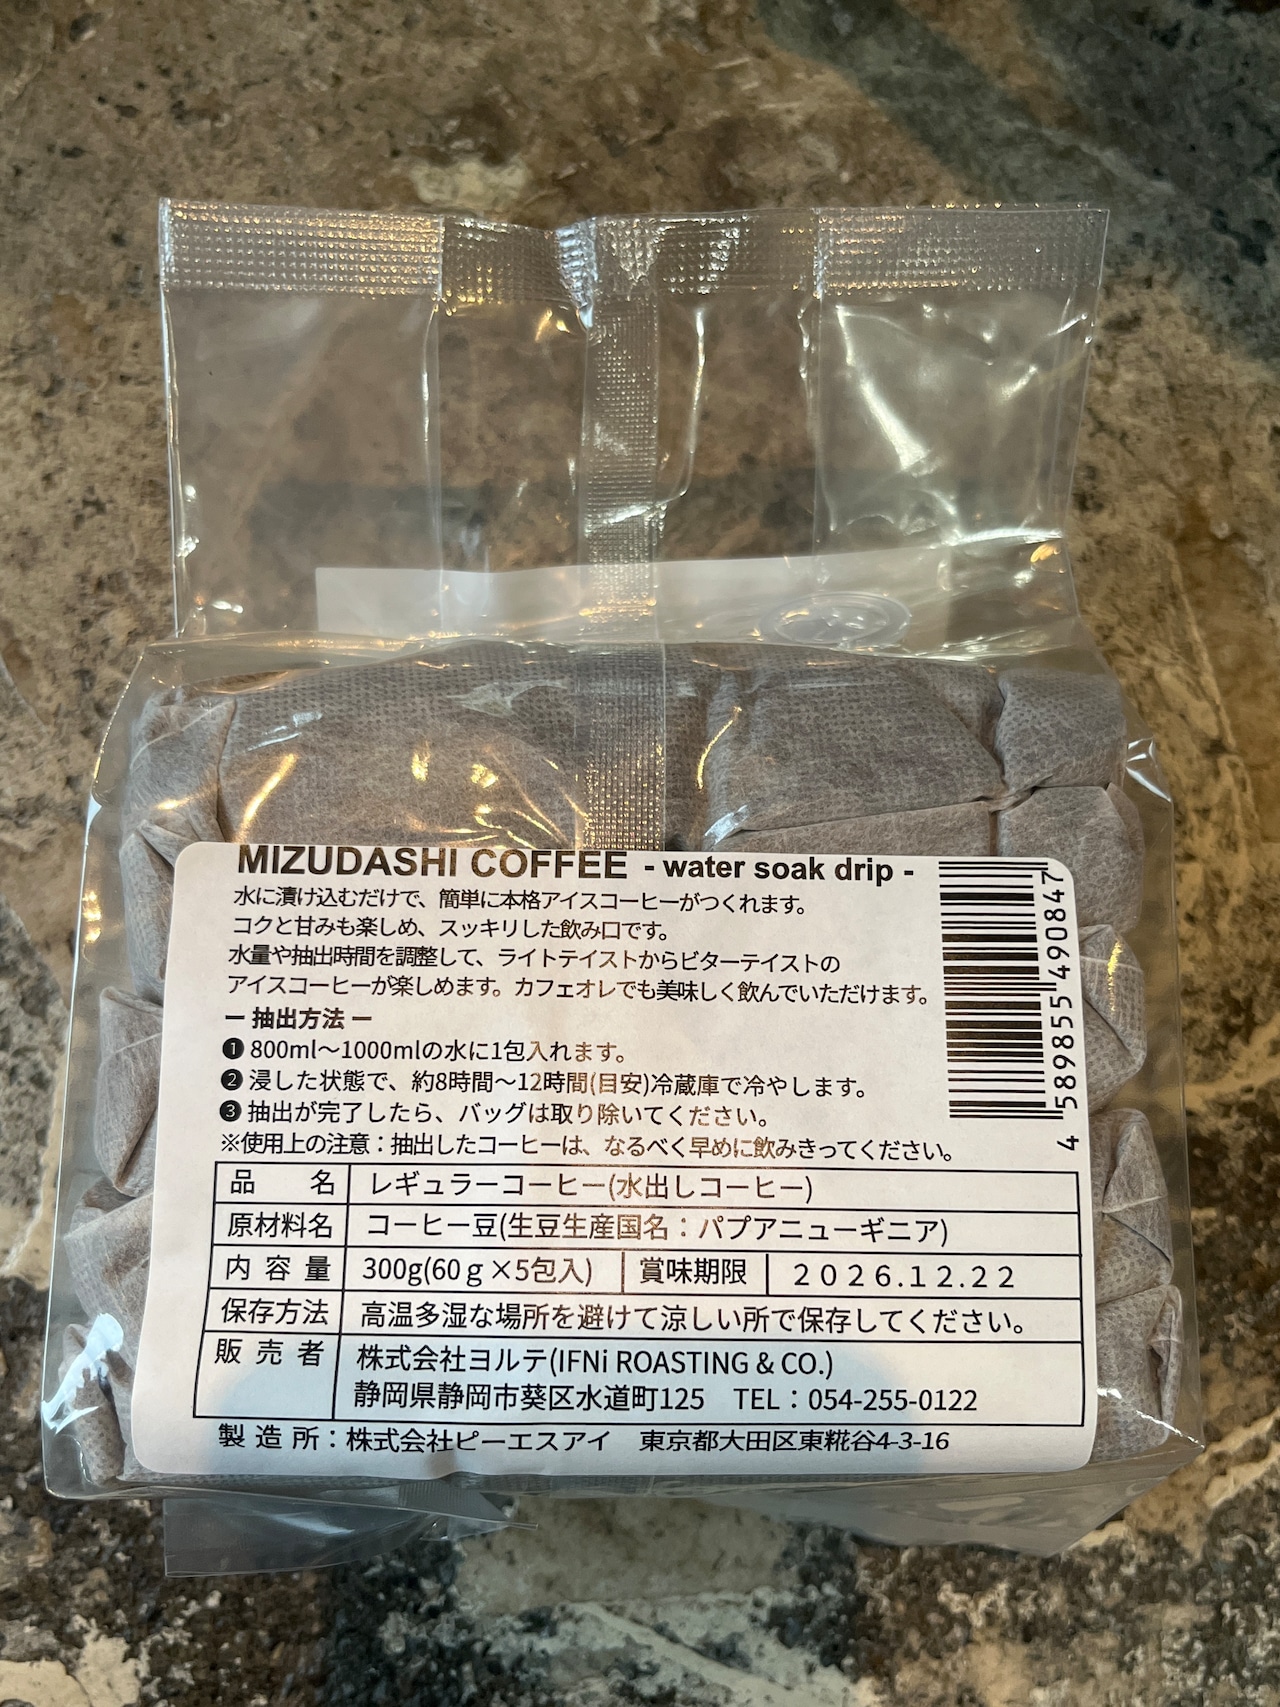 MIZUDASHI COFFEE - water soak drip -
水に漬け込むだけで、簡単に本格アイスコーヒーがつくれます。
コクと甘みも楽しめ、スッキリした飲み口です。
水量や抽出時間を調整して、ライトテイストからビターテイストの
アイスコーヒーが楽しめます。カフェオレでも美味しく飲んでいただけます。
ー 抽出方法 ー
❶ 800ml〜1000mlの水に1包入れます。
❷ 浸した状態で、約8時間〜12時間(目安)冷蔵庫で冷やします。
❸ 抽出が完了したら、バッグは取り除いてください。
※使用上の注意：抽出したコーヒーは、なるべく早めに飲みきってください。
品名 レギュラーコーヒー(水出しコーヒー)
原材料名 コーヒー豆(生豆生産国名：パプアニューギニア)
内容量 300g(60ｇ×5包入) 賞味期限 2026.12.22
保存方法 高温多湿な場所を避けて涼しい所で保存してください。
販売者 株式会社ヨルテ(IFNi ROASTING & CO.)
静岡県静岡市葵区水道町125 TEL：054-255-0122
製造所：株式会社ピーエスアイ 東京都大田区東糀谷4-3-16
4 589855 490847